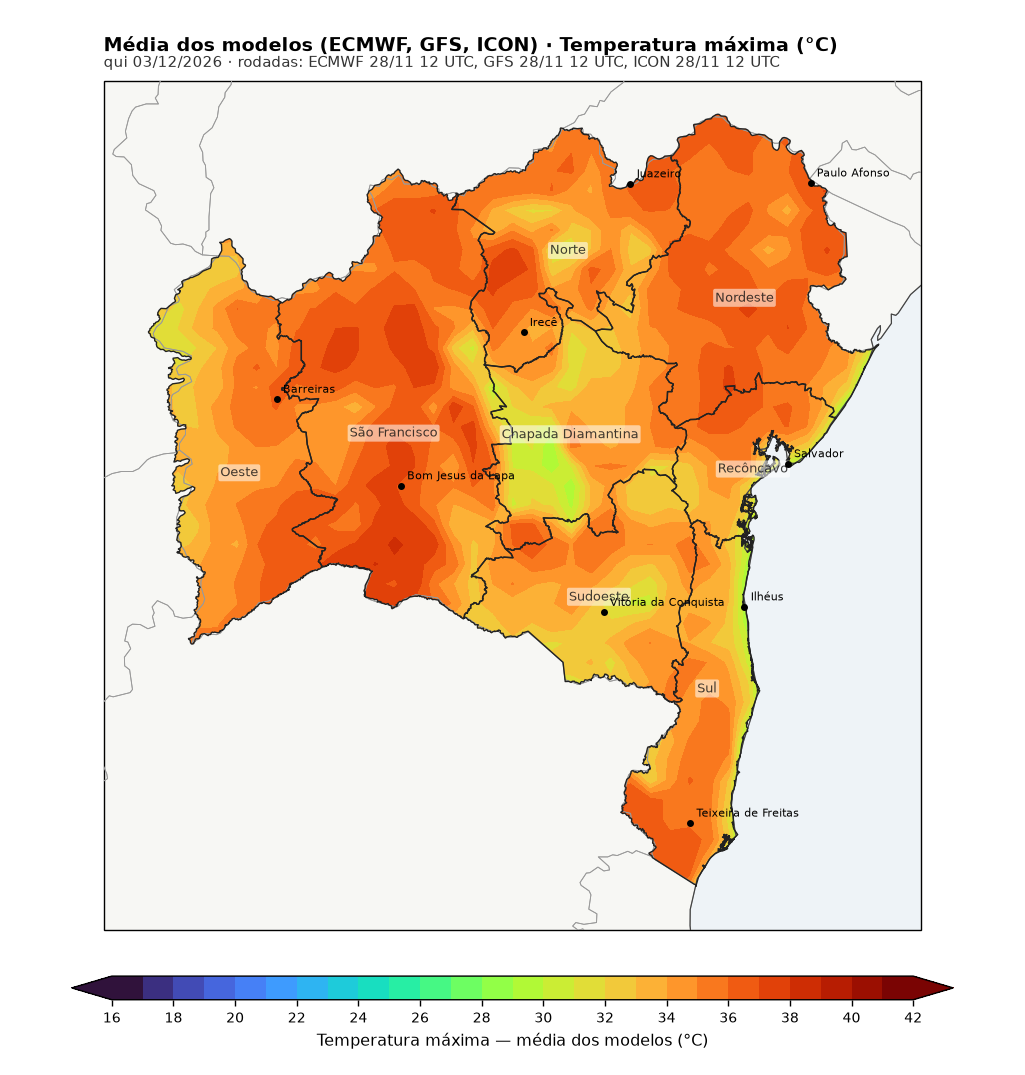 Média dos modelos (ECMWF, GFS, ICON) · Temperatura máxima (°C)
qui 03/12/2026 · rodadas: ECMWF 28/11 12 UTC, GFS 28/11 12 UTC, ICON 28/11 12 UTC
Juazeiro
Paulo Afonso
Norte
Nordeste
Irecê
Barreiras
São Francisco
Chapada Diamantina
Salvador
Oeste
Recôncavo
Bom Jesus da Lapa
Sudoeste
Vitória da Conquista
Ilhéus
Sul
Teixeira de Freitas
16 18 20 22 24 26 28 30 32 34 36 38 40 42
Temperatura máxima — média dos modelos (°C)